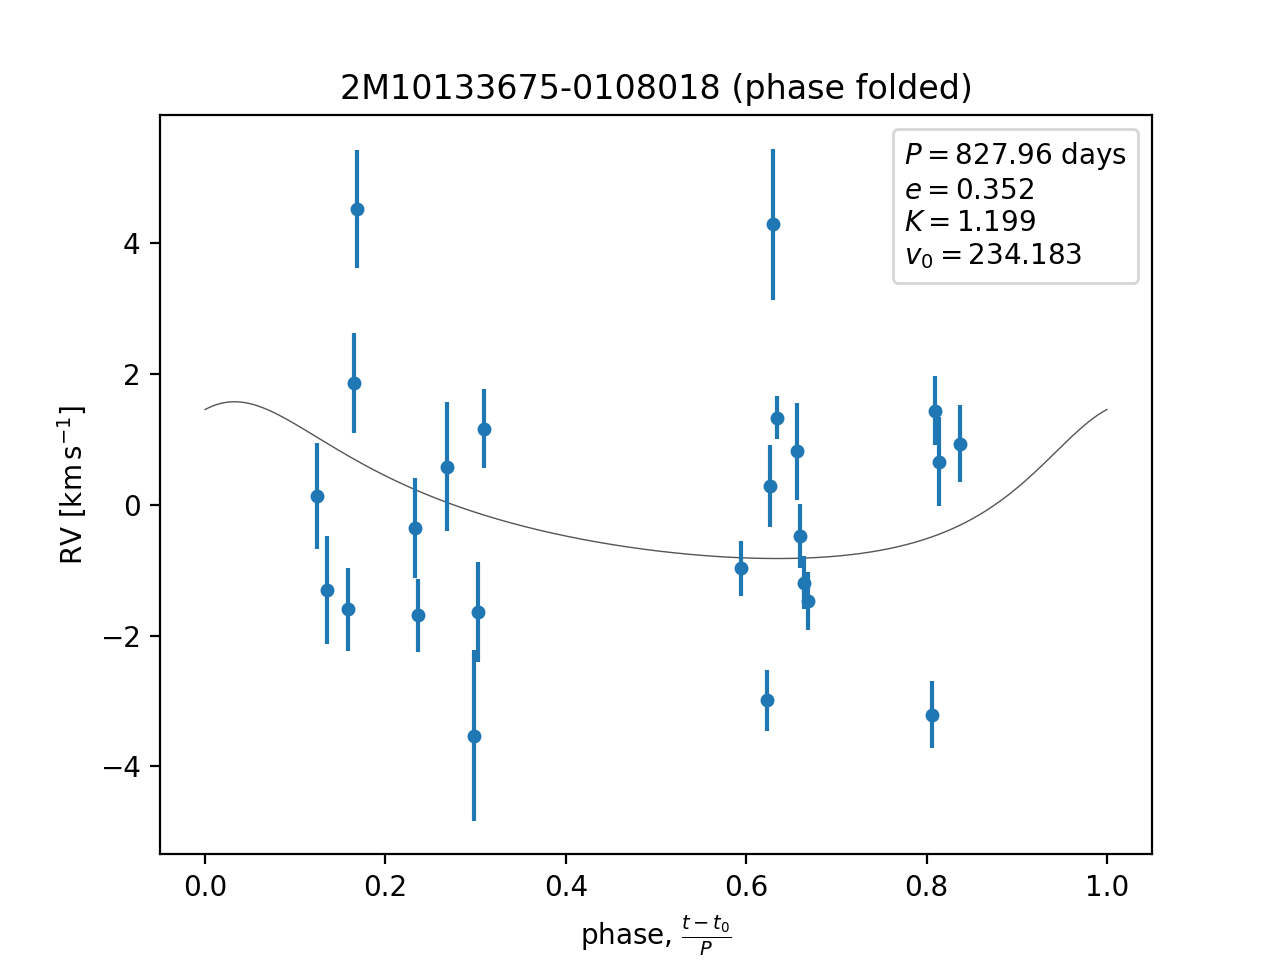 2M10133675-0108018 (phase folded)
P = 827.96 days
e = 0.352
K = 1.199
v₀ = 234.183
4
2
0
−2
−4
RV [km s⁻¹]
0.0 0.2 0.4 0.6 0.8 1.0
phase, (t − t₀)/P